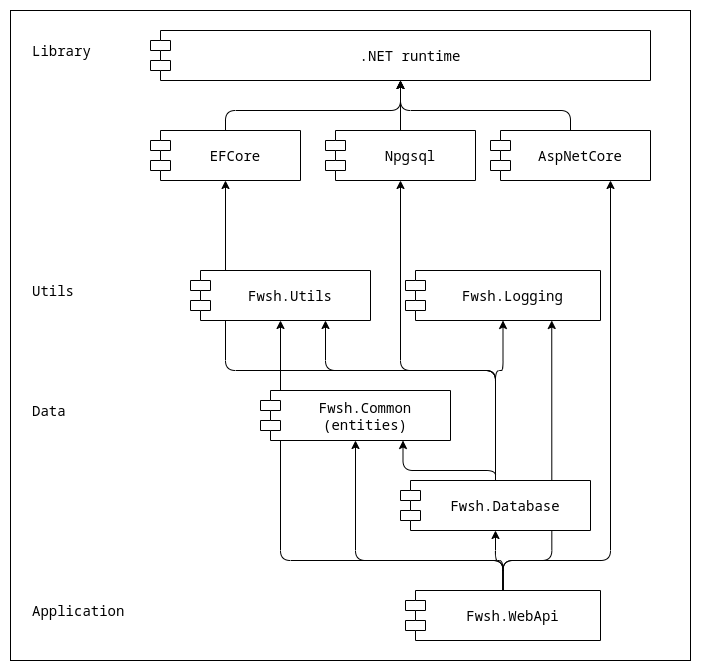 Library
.NET runtime
EFCore
Npgsql
AspNetCore
Utils
Fwsh.Utils
Fwsh.Logging
Data
Fwsh.Common
(entities)
Fwsh.Database
Application
Fwsh.WebApi